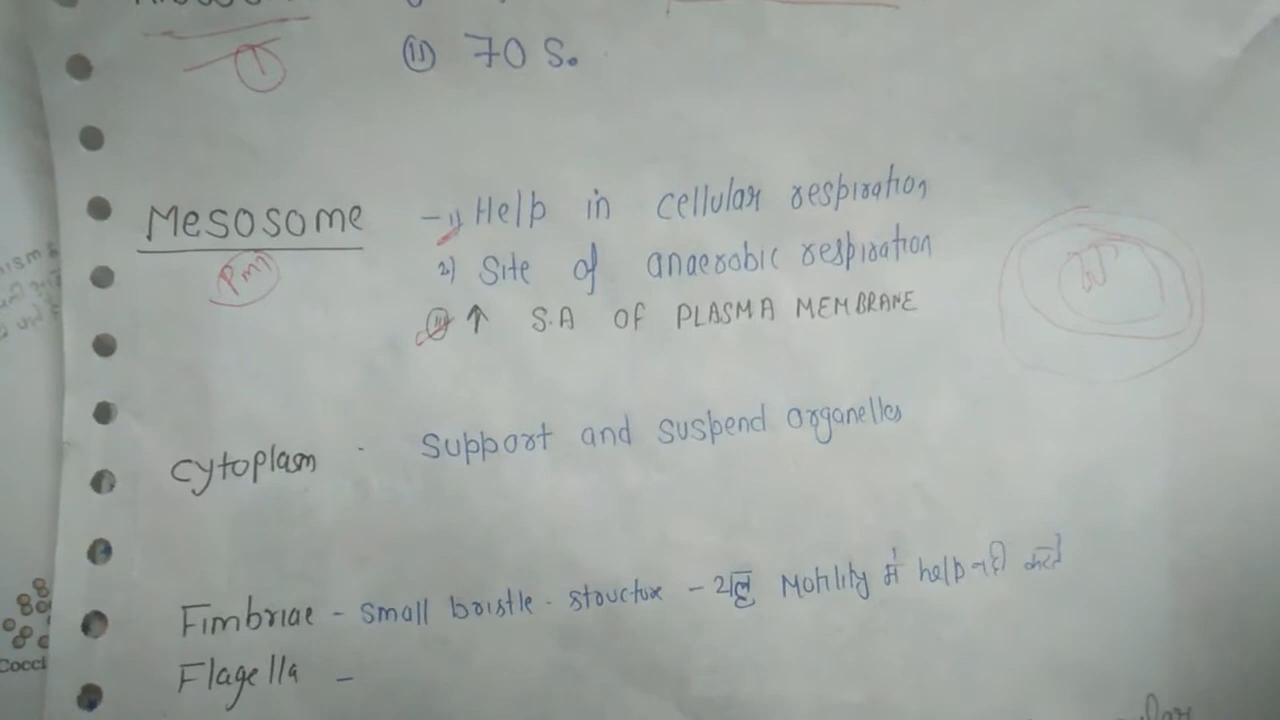 (ii) 70 S.
Mesosome - 1) Help in cellular respiration
Pm
2) Site of anaerobic respiration
(iii) ↑ S.A OF PLASMA MEMBRANE
Cytoplasm - Support and suspend organelles
Fimbriae - small bristle - structure - Motility में help नही करते
Flagella -
Cocci